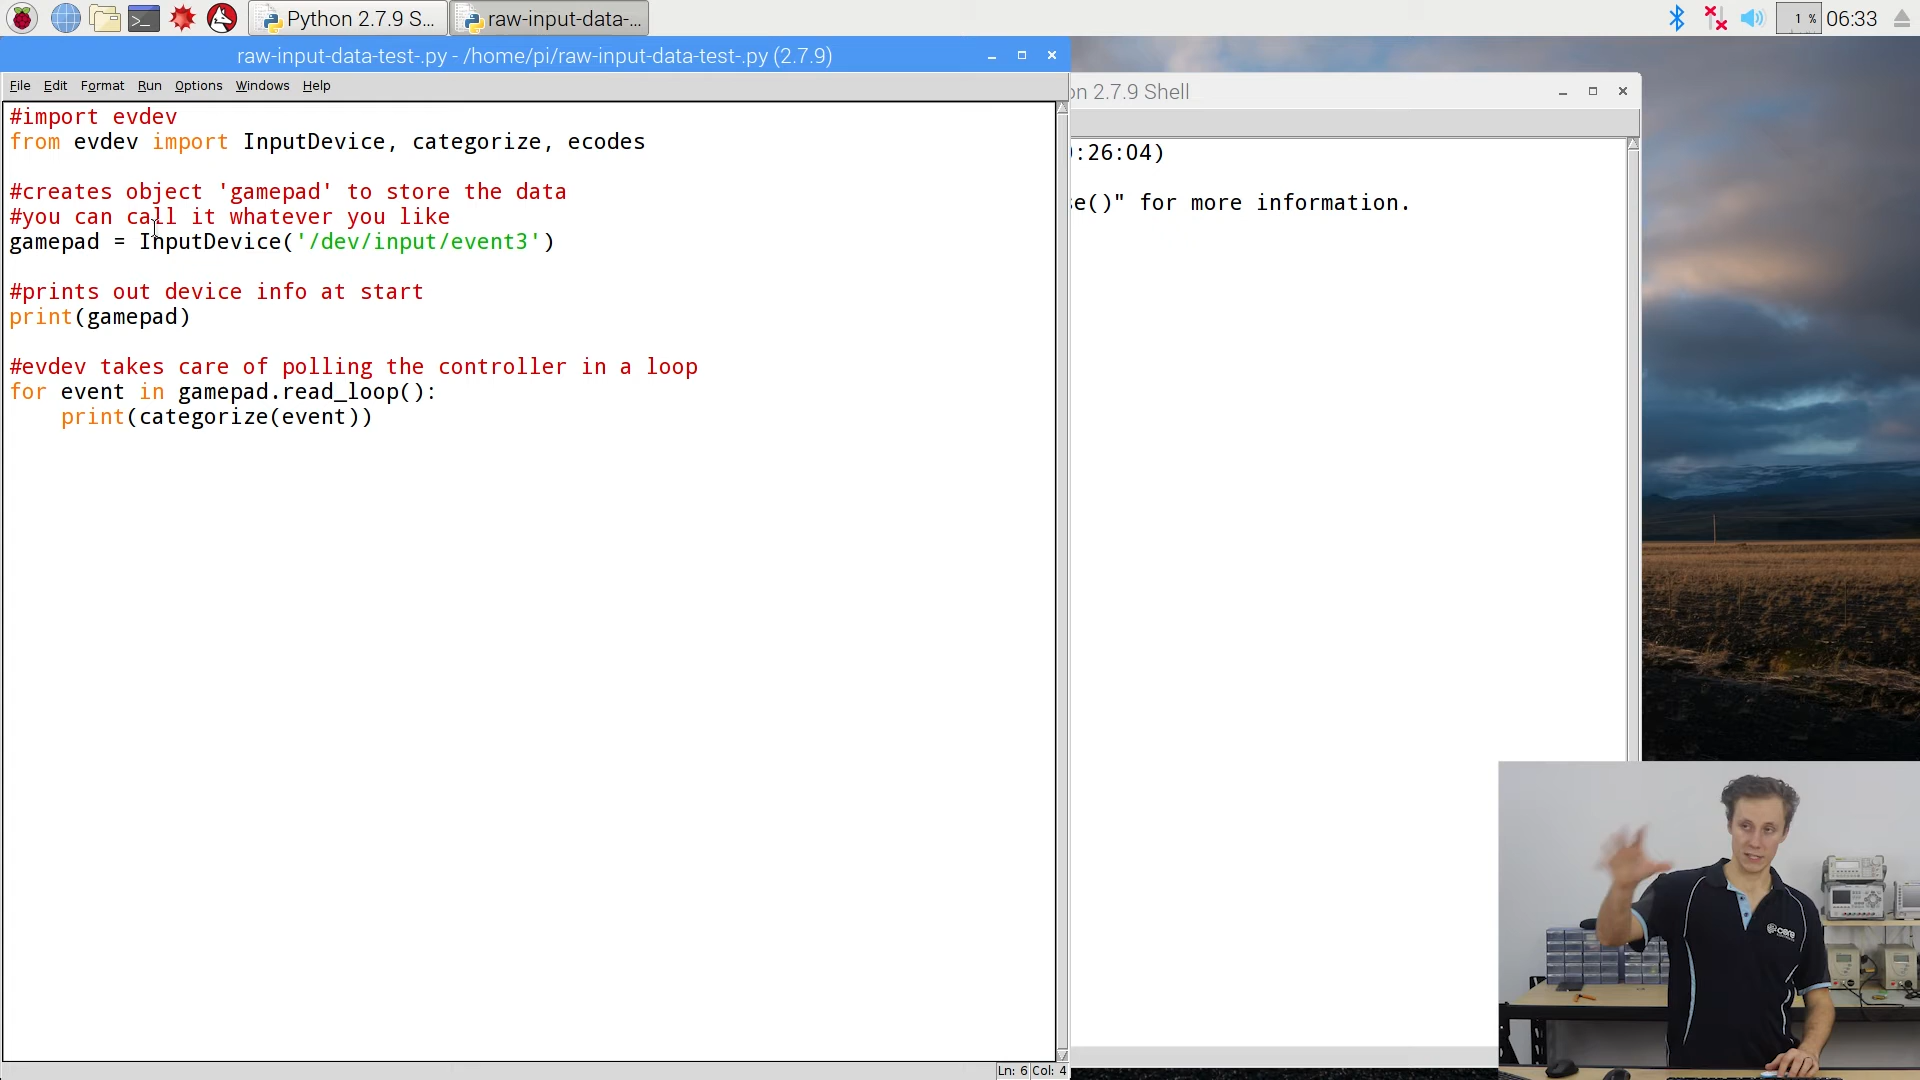 Python 2.7.9 S...
raw-input-data-...
1 %
06:33
raw-input-data-test-.py - /home/pi/raw-input-data-test-.py (2.7.9)
File Edit Format Run Options Windows Help
#import evdev
from evdev import InputDevice, categorize, ecodes
#creates object 'gamepad' to store the data
#you can call it whatever you like
gamepad = InputDevice('/dev/input/event3')
#prints out device info at start
print(gamepad)
#evdev takes care of polling the controller in a loop
for event in gamepad.read_loop():
    print(categorize(event))
Ln: 6 Col: 4
on 2.7.9 Shell
:26:04)
se()" for more information.
core